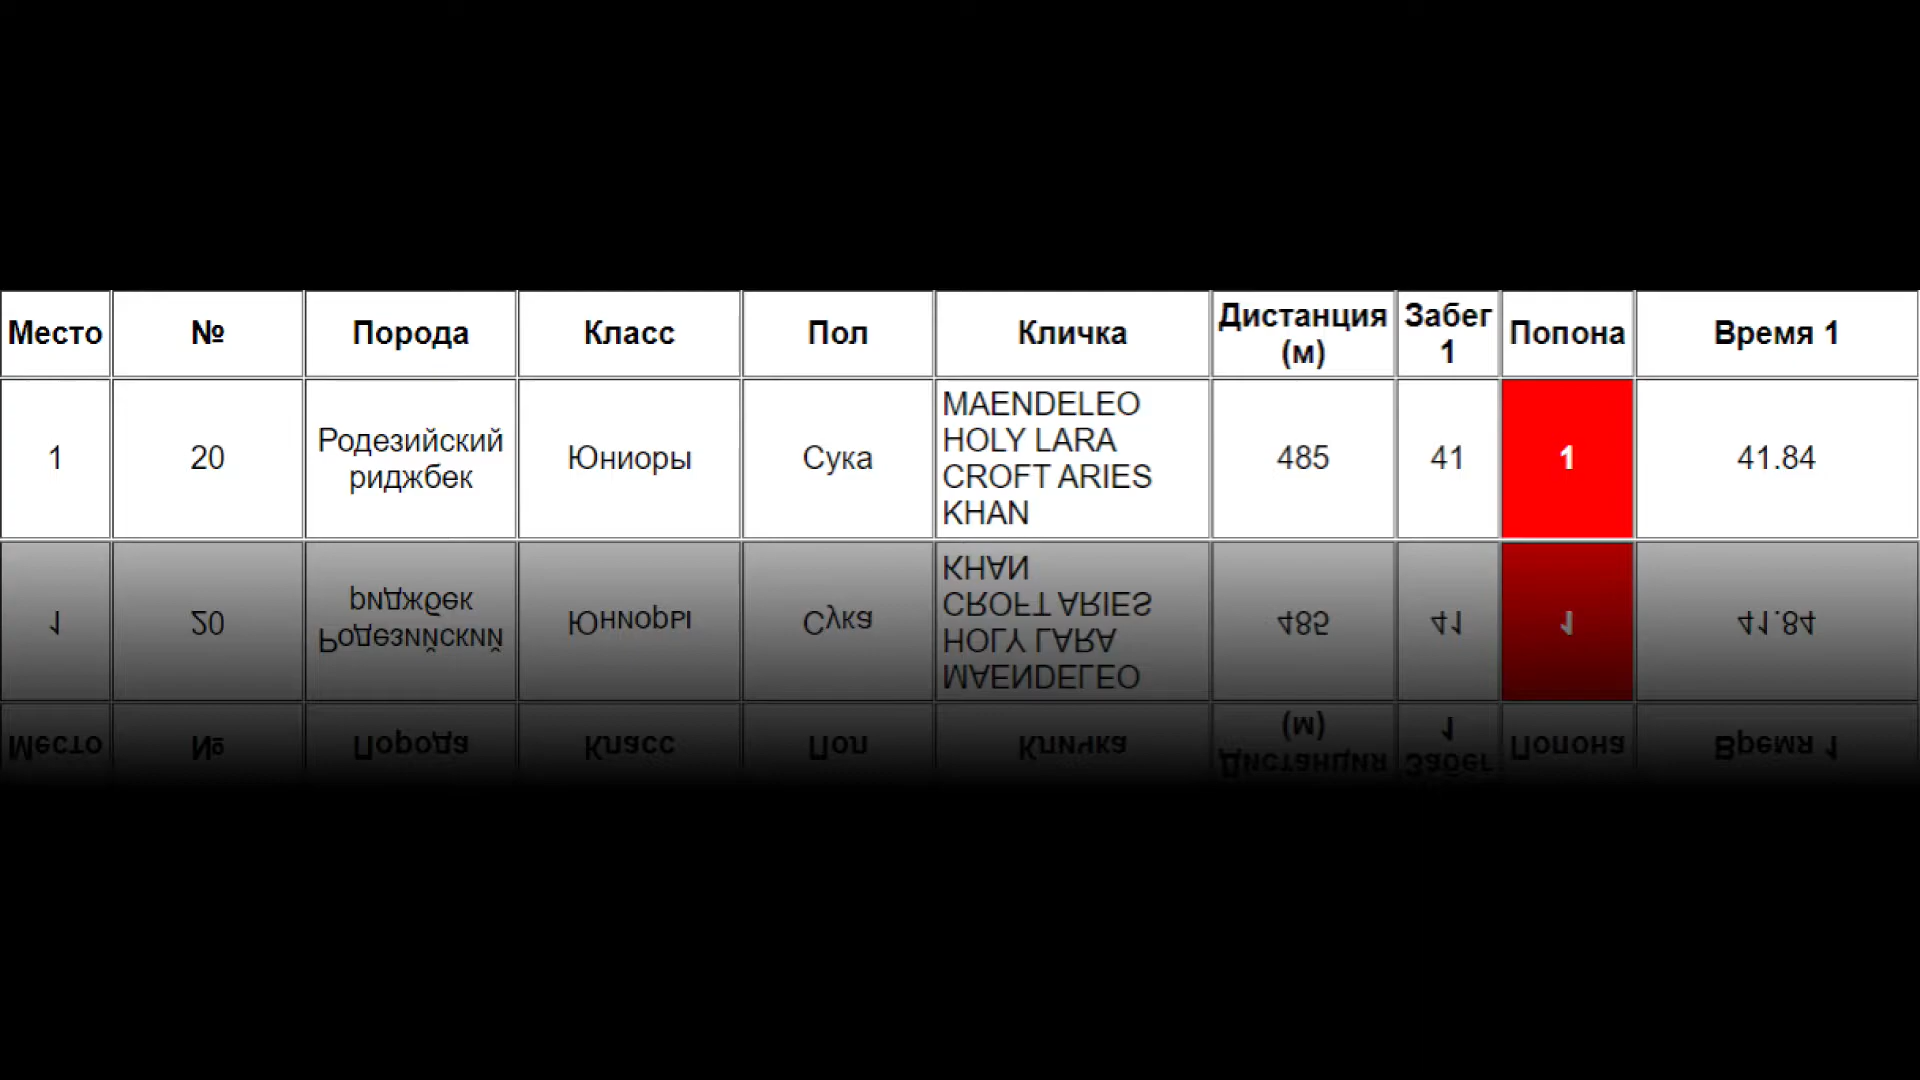 Место № Порода Класс Пол Кличка Дистанция (м) Забег 1 Попона Время 1
1 20 Родезийский риджбек Юниоры Сука MAENDELEO HOLY LARA CROFT ARIES KHAN 485 41 1 41.84